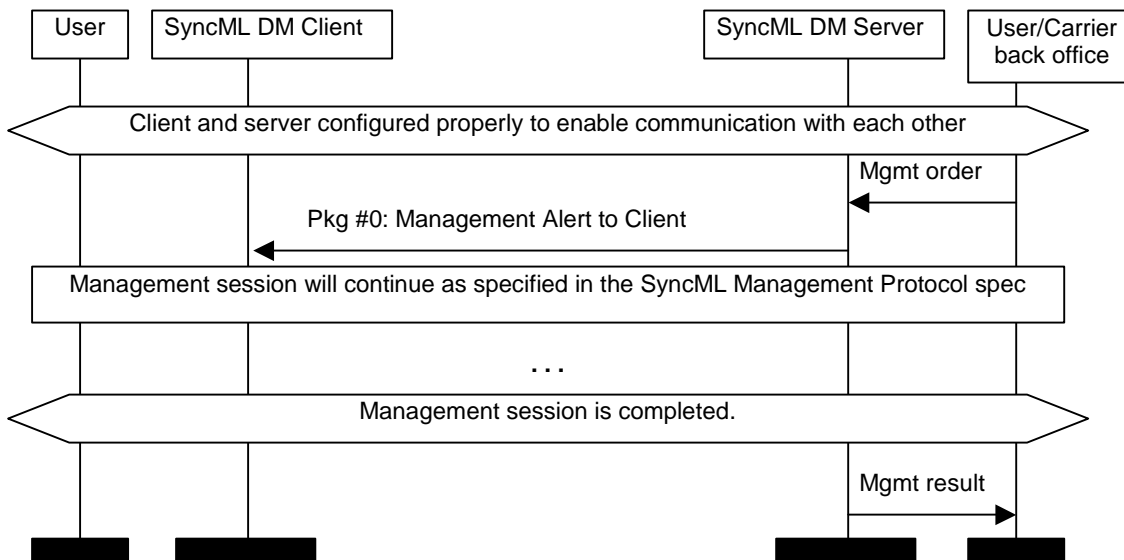 User
SyncML DM Client
SyncML DM Server
User/Carrier
back office
Client and server configured properly to enable communication with each other
Mgmt order
Pkg #0: Management Alert to Client
Management session will continue as specified in the SyncML Management Protocol spec
...
Management session is completed.
Mgmt result